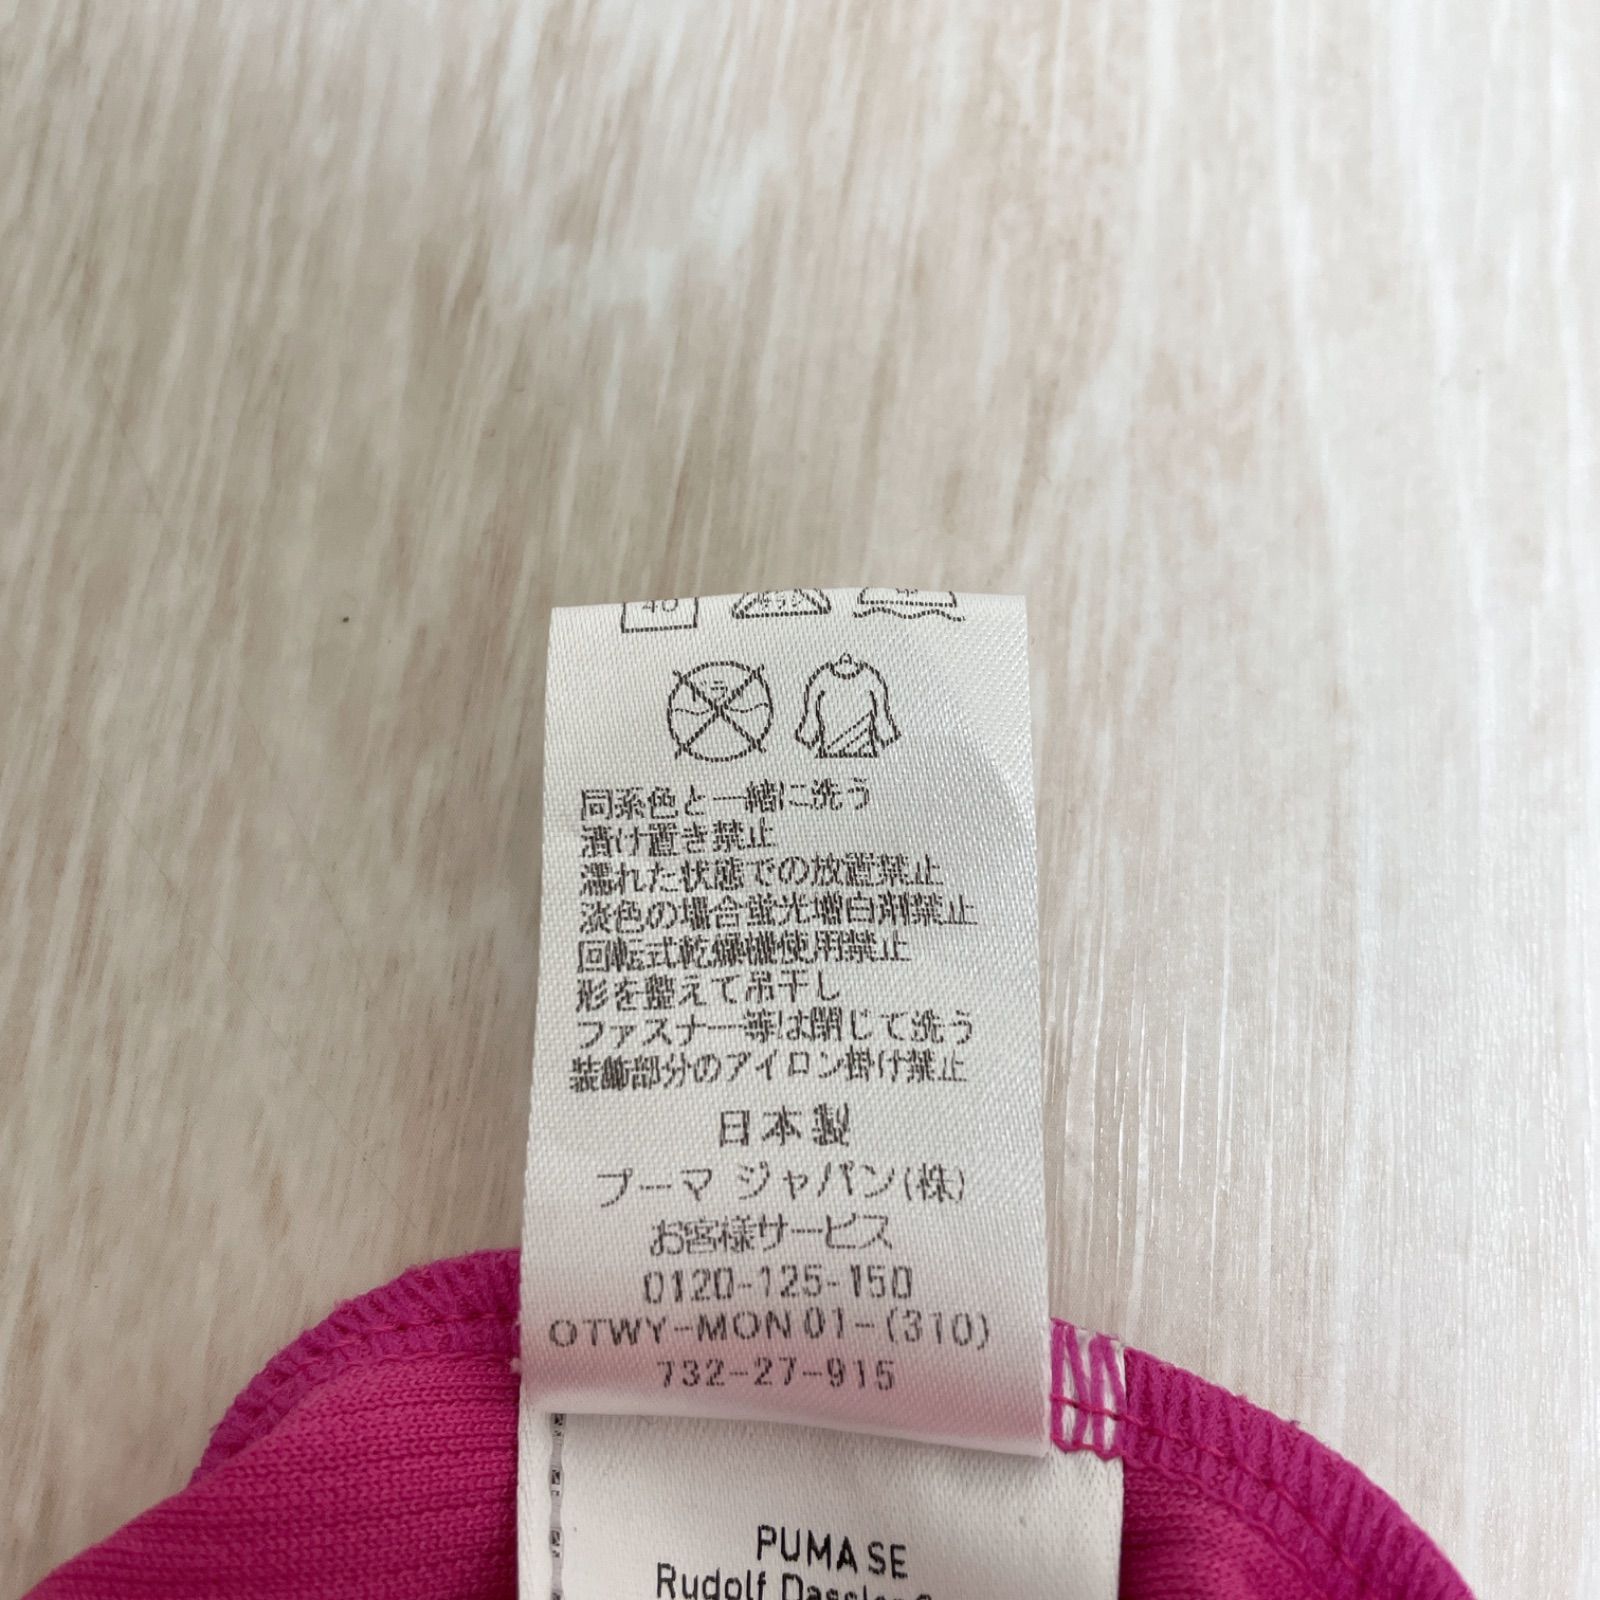 40
同系色と一緒に洗う
漬け置き禁止
濡れた状態での放置禁止
淡色の場合蛍光増白剤禁止
回転式乾燥機使用禁止
形を整えて吊干し
ファスナー等は閉じて洗う
装飾部分のアイロン掛け禁止
日本製
プーマ ジャパン(株)
お客様サービス
0120-125-150
OTWY-MON 01-(310)
732-27-915
PUMA SE
Rudolf